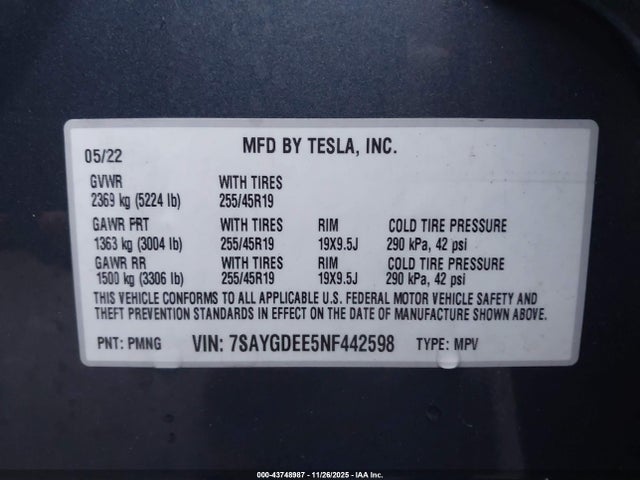 MFD BY TESLA, INC.
05/22
GVWR WITH TIRES
2369 kg (5224 lb) 255/45R19
GAWR FRT WITH TIRES RIM COLD TIRE PRESSURE
1363 kg (3004 lb) 255/45R19 19X9.5J 290 kPa, 42 psi
GAWR RR WITH TIRES RIM COLD TIRE PRESSURE
1500 kg (3306 lb) 255/45R19 19X9.5J 290 kPa, 42 psi
THIS VEHICLE CONFORMS TO ALL APPLICABLE U.S. FEDERAL MOTOR VEHICLE SAFETY AND
THEFT PREVENTION STANDARDS IN EFFECT ON THE DATE OF MANUFACTURE SHOWN ABOVE.
PNT: PMNG VIN: 7SAYGDEE5NF442598 TYPE: MPV
000-43748987 - 11/26/2025 - IAA Inc.